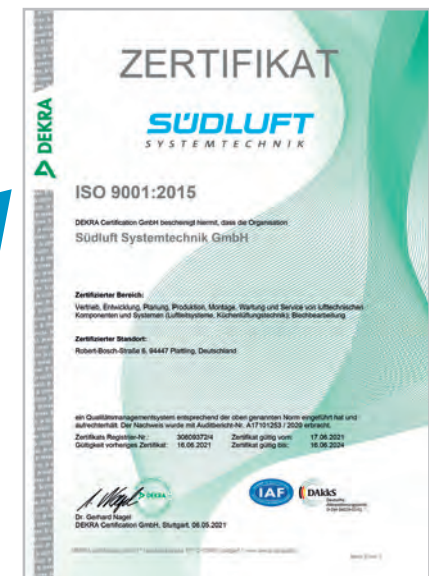 ZERTIFIKAT
DEKRA
SÜDLUFT
SYSTEMTECHNIK
ISO 9001:2015
DEKRA Certification GmbH bescheinigt hiermit, dass die Organisation
Südluft Systemtechnik GmbH
Zertifizierter Bereich:
Vertrieb, Entwicklung, Planung, Produktion, Montage, Wartung und Service von lufttechnischen
Komponenten und Systemen (Luftleitsysteme, Küchenlüftungstechnik); Blechbearbeitung
Zertifizierter Standort:
Robert-Bosch-Straße 6, 94447 Plattling, Deutschland
ein Qualitätsmanagementsystem entsprechend der oben genannten Norm eingeführt hat und
aufrechterhält. Der Nachweis wurde mit Auditbericht-Nr. A17101253 / 2020 erbracht.
Zertifikats Registrier-Nr.: 30609372/4 Zertifikat gültig vom: 17.06.2021
Gültigkeit vorheriges Zertifikat: 16.06.2021 Zertifikat gültig bis: 16.06.2024
DEKRA
IAF
DAkkS
Deutsche
Akkreditierungsstelle
Dr. Gerhard Nagel
DEKRA Certification GmbH, Stuttgart, 06.05.2021